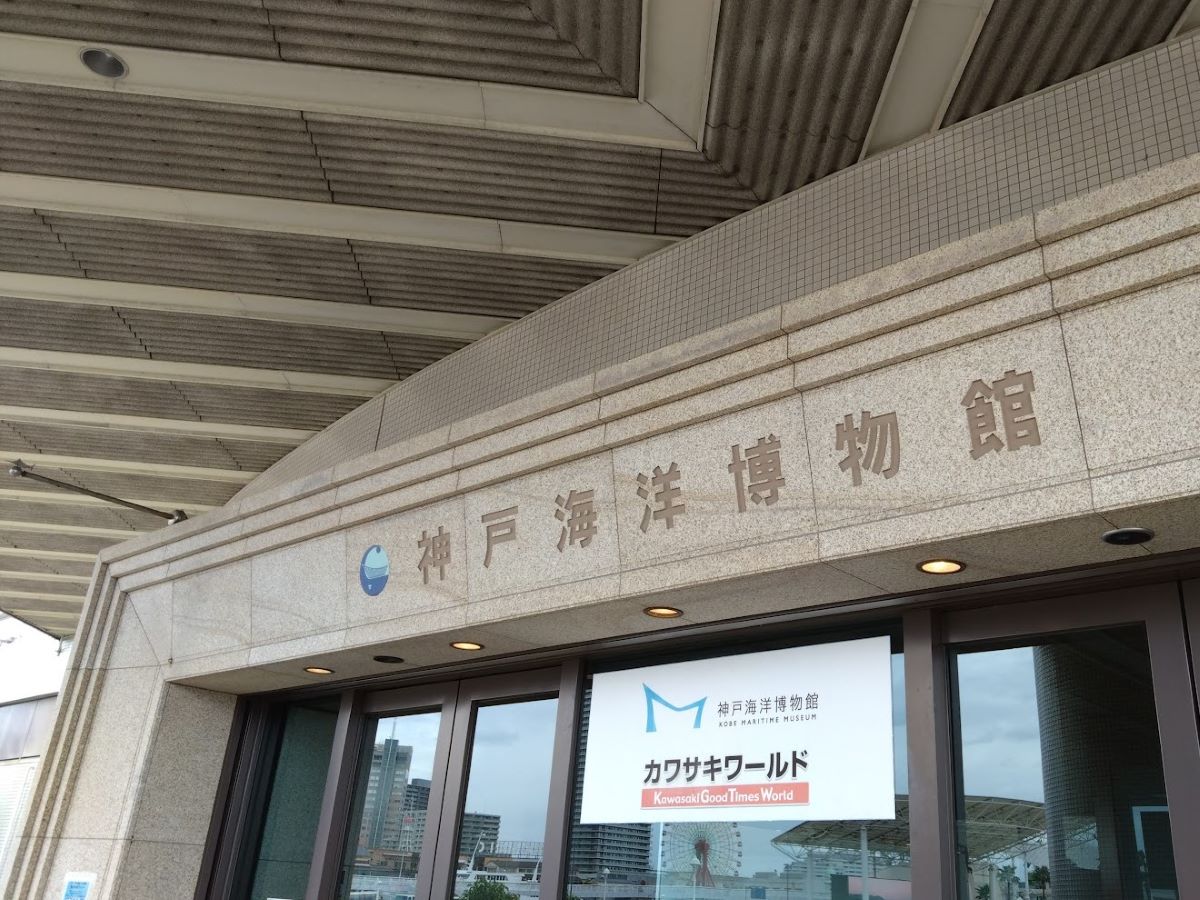 神戸海洋博物館
神戸海洋博物館
KOBE MARITIME MUSEUM
カワサキワールド
KAWASAKI GOOD TIMES WORLD